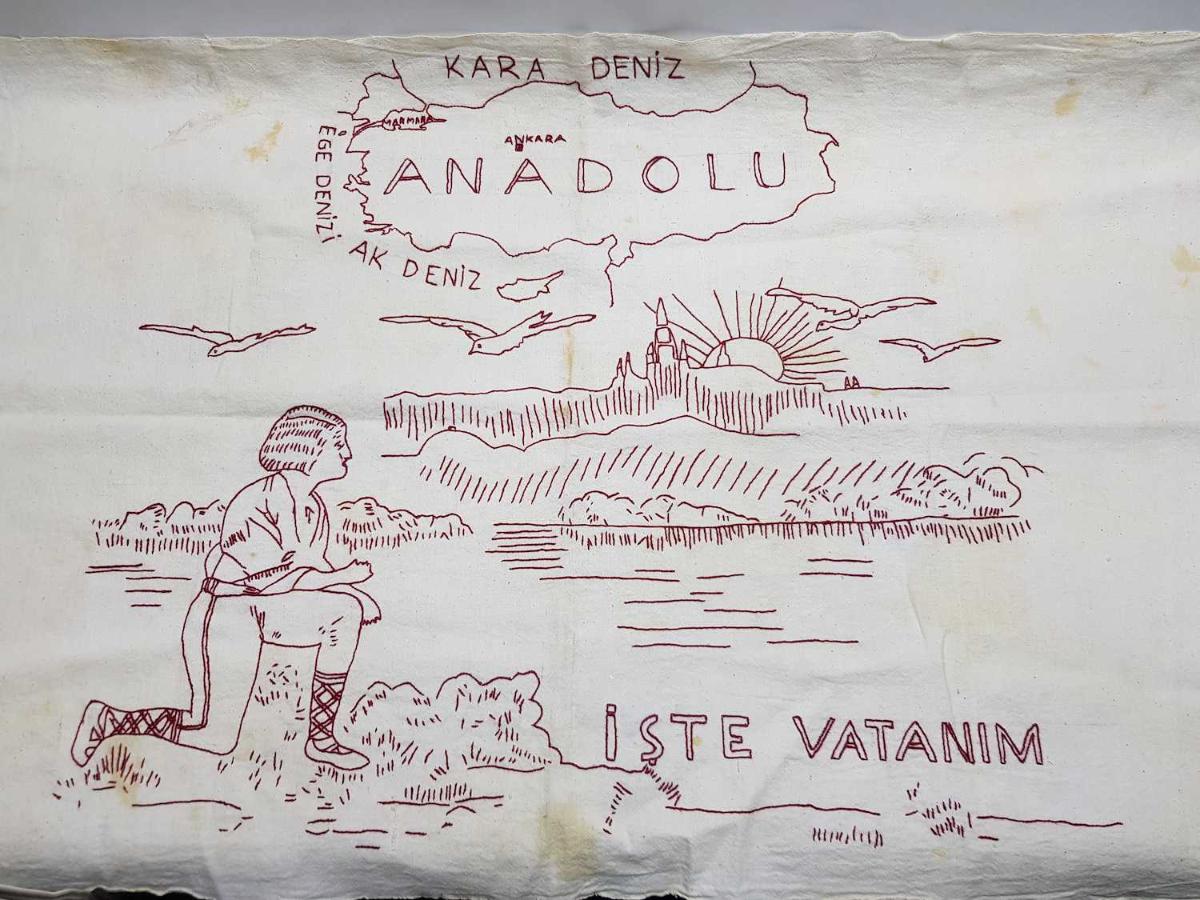 KARA DENİZ
MARMARA
ANKARA
ANADOLU
EGE DENİZİ
AK DENİZ
İŞTE VATANIM